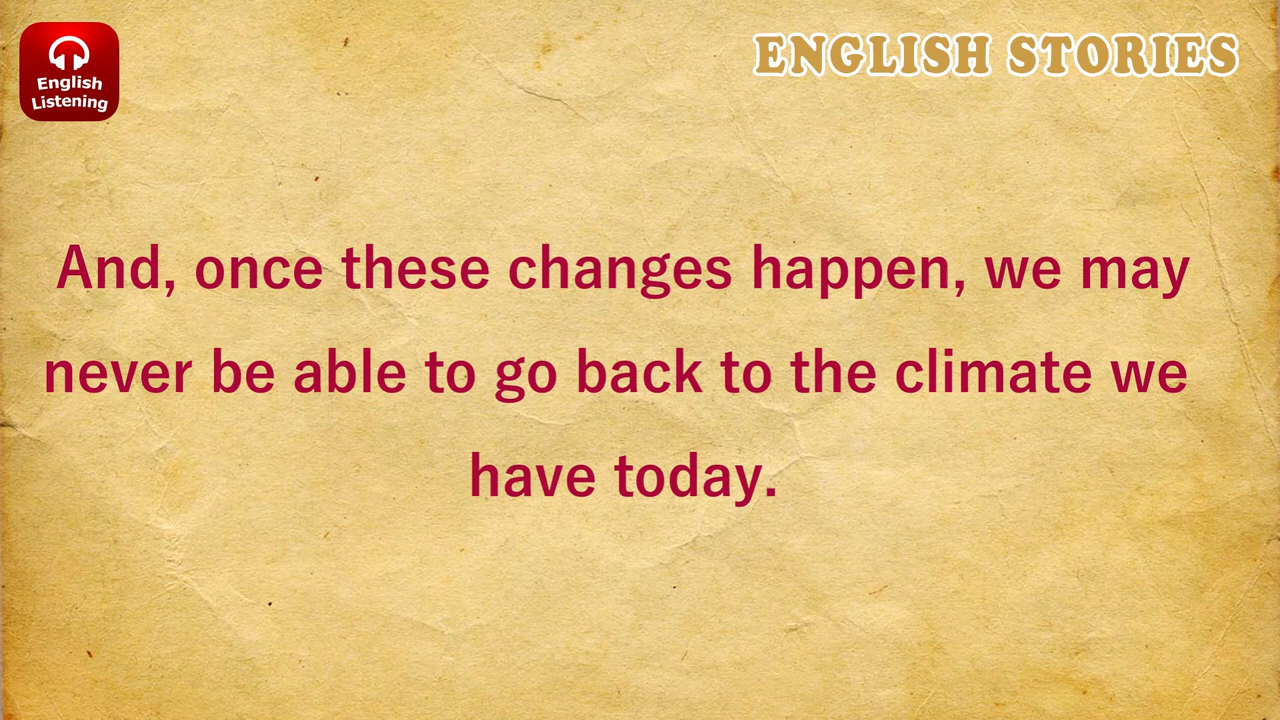 English
Listening
ENGLISH STORIES
And, once these changes happen, we may
never be able to go back to the climate we
have today.